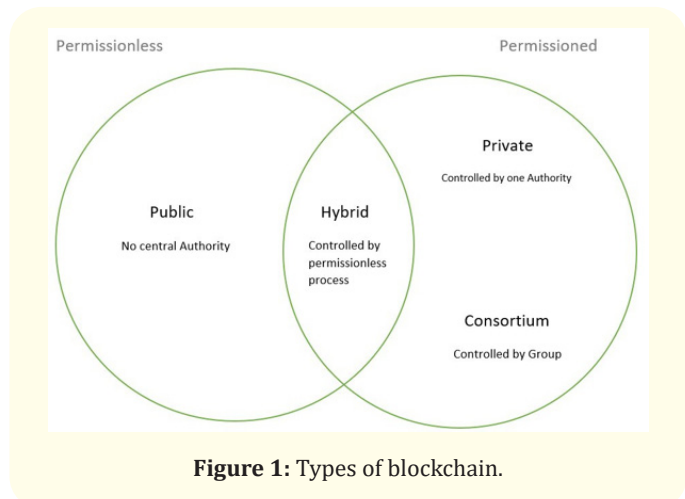 Permissionless
Permissioned
Public
No central Authority
Hybrid
Controlled by
permissionless
process
Private
Controlled by one Authority
Consortium
Controlled by Group
Figure 1: Types of blockchain.